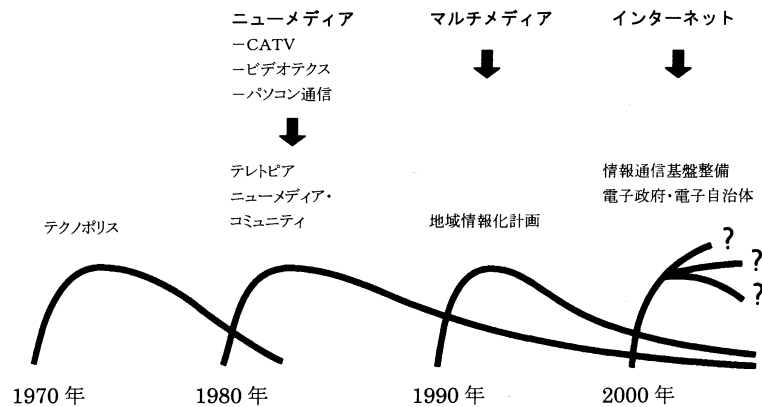 ニューメディア
−CATV
−ビデオテクス
−パソコン通信
マルチメディア
インターネット
テクノポリス
テレトピア
ニューメディア・
コミュニティ
地域情報化計画
情報通信基盤整備
電子政府・電子自治体
?
?
?
1970 年
1980 年
1990 年
2000 年